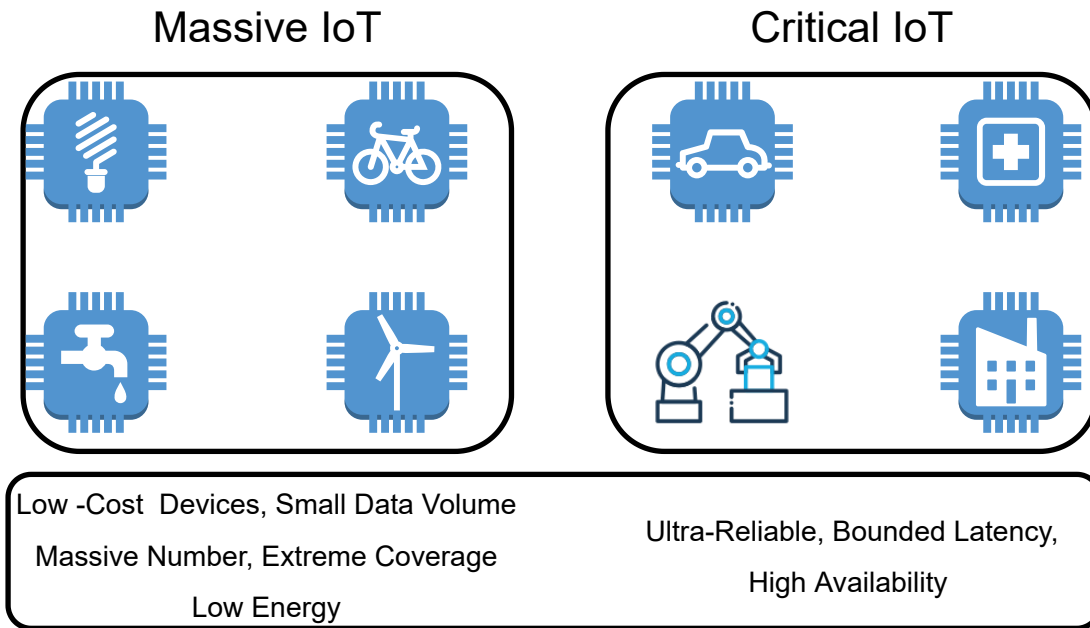 Massive IoT
Critical IoT
Low -Cost  Devices, Small Data Volume
Massive Number, Extreme Coverage
Low Energy
Ultra-Reliable, Bounded Latency,
High Availability